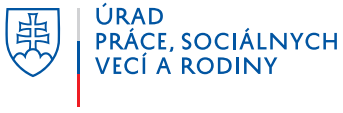 ÚRAD
PRÁCE, SOCIÁLNYCH
VECÍ A RODINY